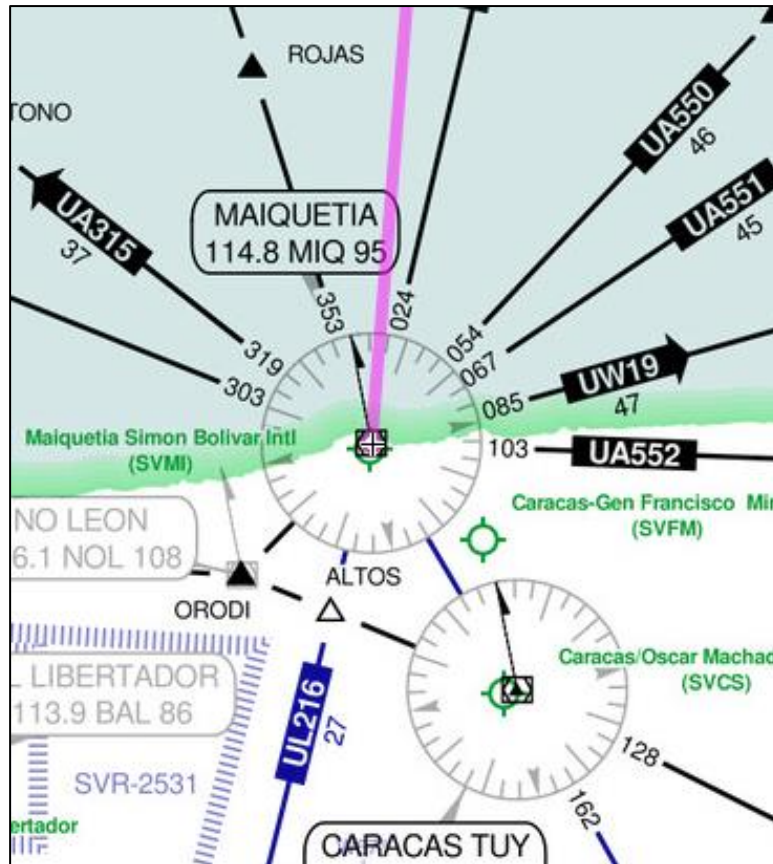 ROJAS
TONO
UA550
46
UA551
45
UA315
37
MAIQUETIA
114.8 MIQ 95
353
024
054
067
319
303
085
UW19
47
103
UA552
Maiquetia Simon Bolivar Intl
(SVMI)
Caracas-Gen Francisco Mir
(SVFM)
NO LEON
6.1 NOL 108
ALTOS
ORODI
Caracas/Oscar Machad
(SVCS)
L LIBERTADOR
113.9 BAL 86
UL216
27
SVR-2531
128
162
ertador
CARACAS TUY